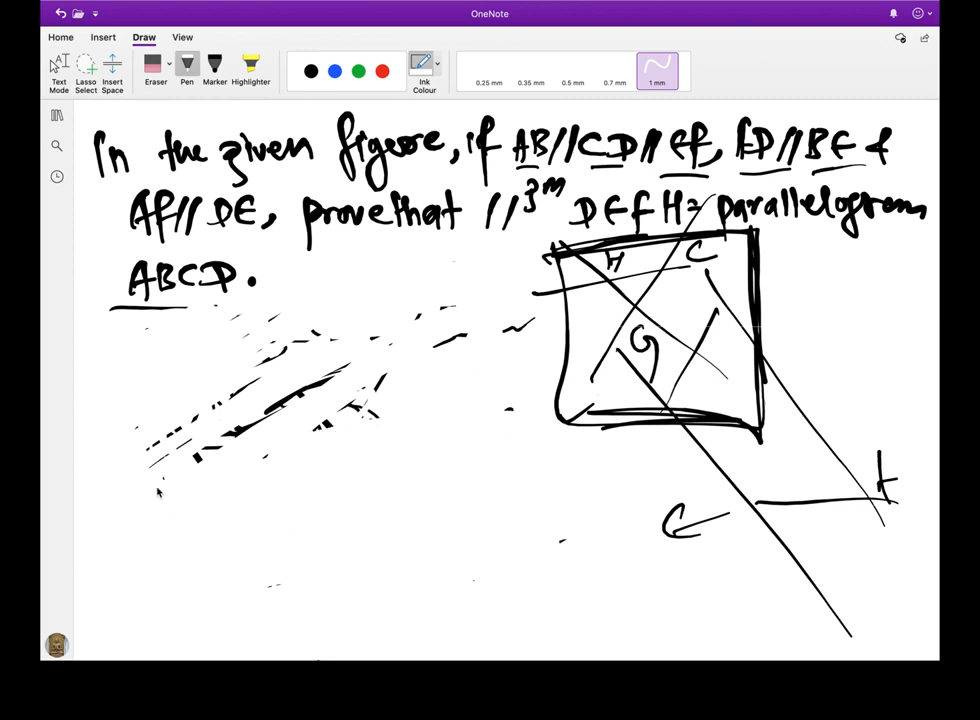 OneNote
Home Insert Draw View
Text Mode Lasso Select Insert Space Eraser Pen Marker Highlighter 0.25 mm 0.35 mm 0.5 mm 0.7 mm 1 mm Ink Colour
In the given figure, if AB//CD//Ef, ED//BE &
Af//DE, prove that //gm DEfH = parallelogram
ABCD.
H C
G